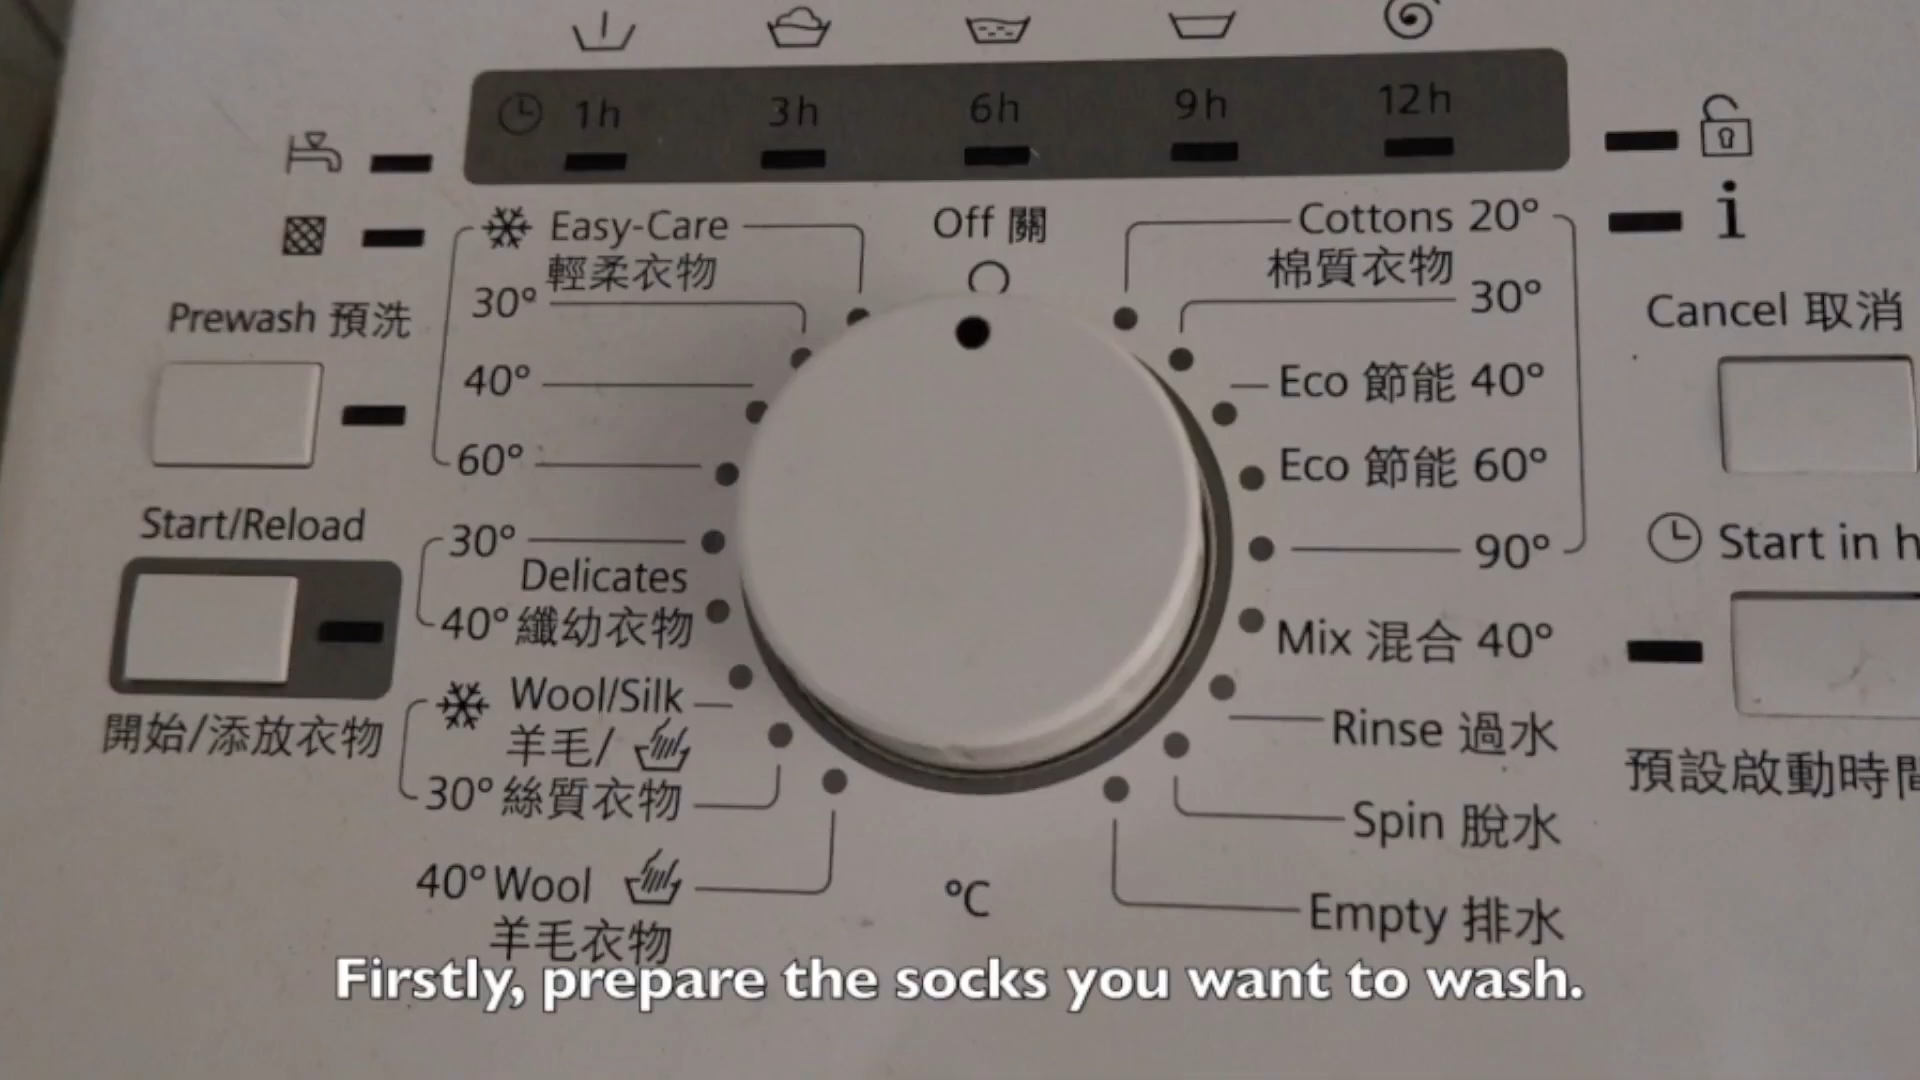 1h 3h 6h 9h 12h
Off 關
Easy-Care
輕柔衣物
30°
40°
60°
30°
Delicates
40° 纖幼衣物
Wool/Silk
羊毛/
30° 絲質衣物
40° Wool
羊毛衣物
Cottons 20°
棉質衣物
30°
Eco 節能 40°
Eco 節能 60°
90°
Mix 混合 40°
Rinse 過水
Spin 脫水
Empty 排水
°C
Prewash 預洗
Start/Reload
開始/添放衣物
i
Cancel 取消
Start in h
預設啟動時間
Firstly, prepare the socks you want to wash.